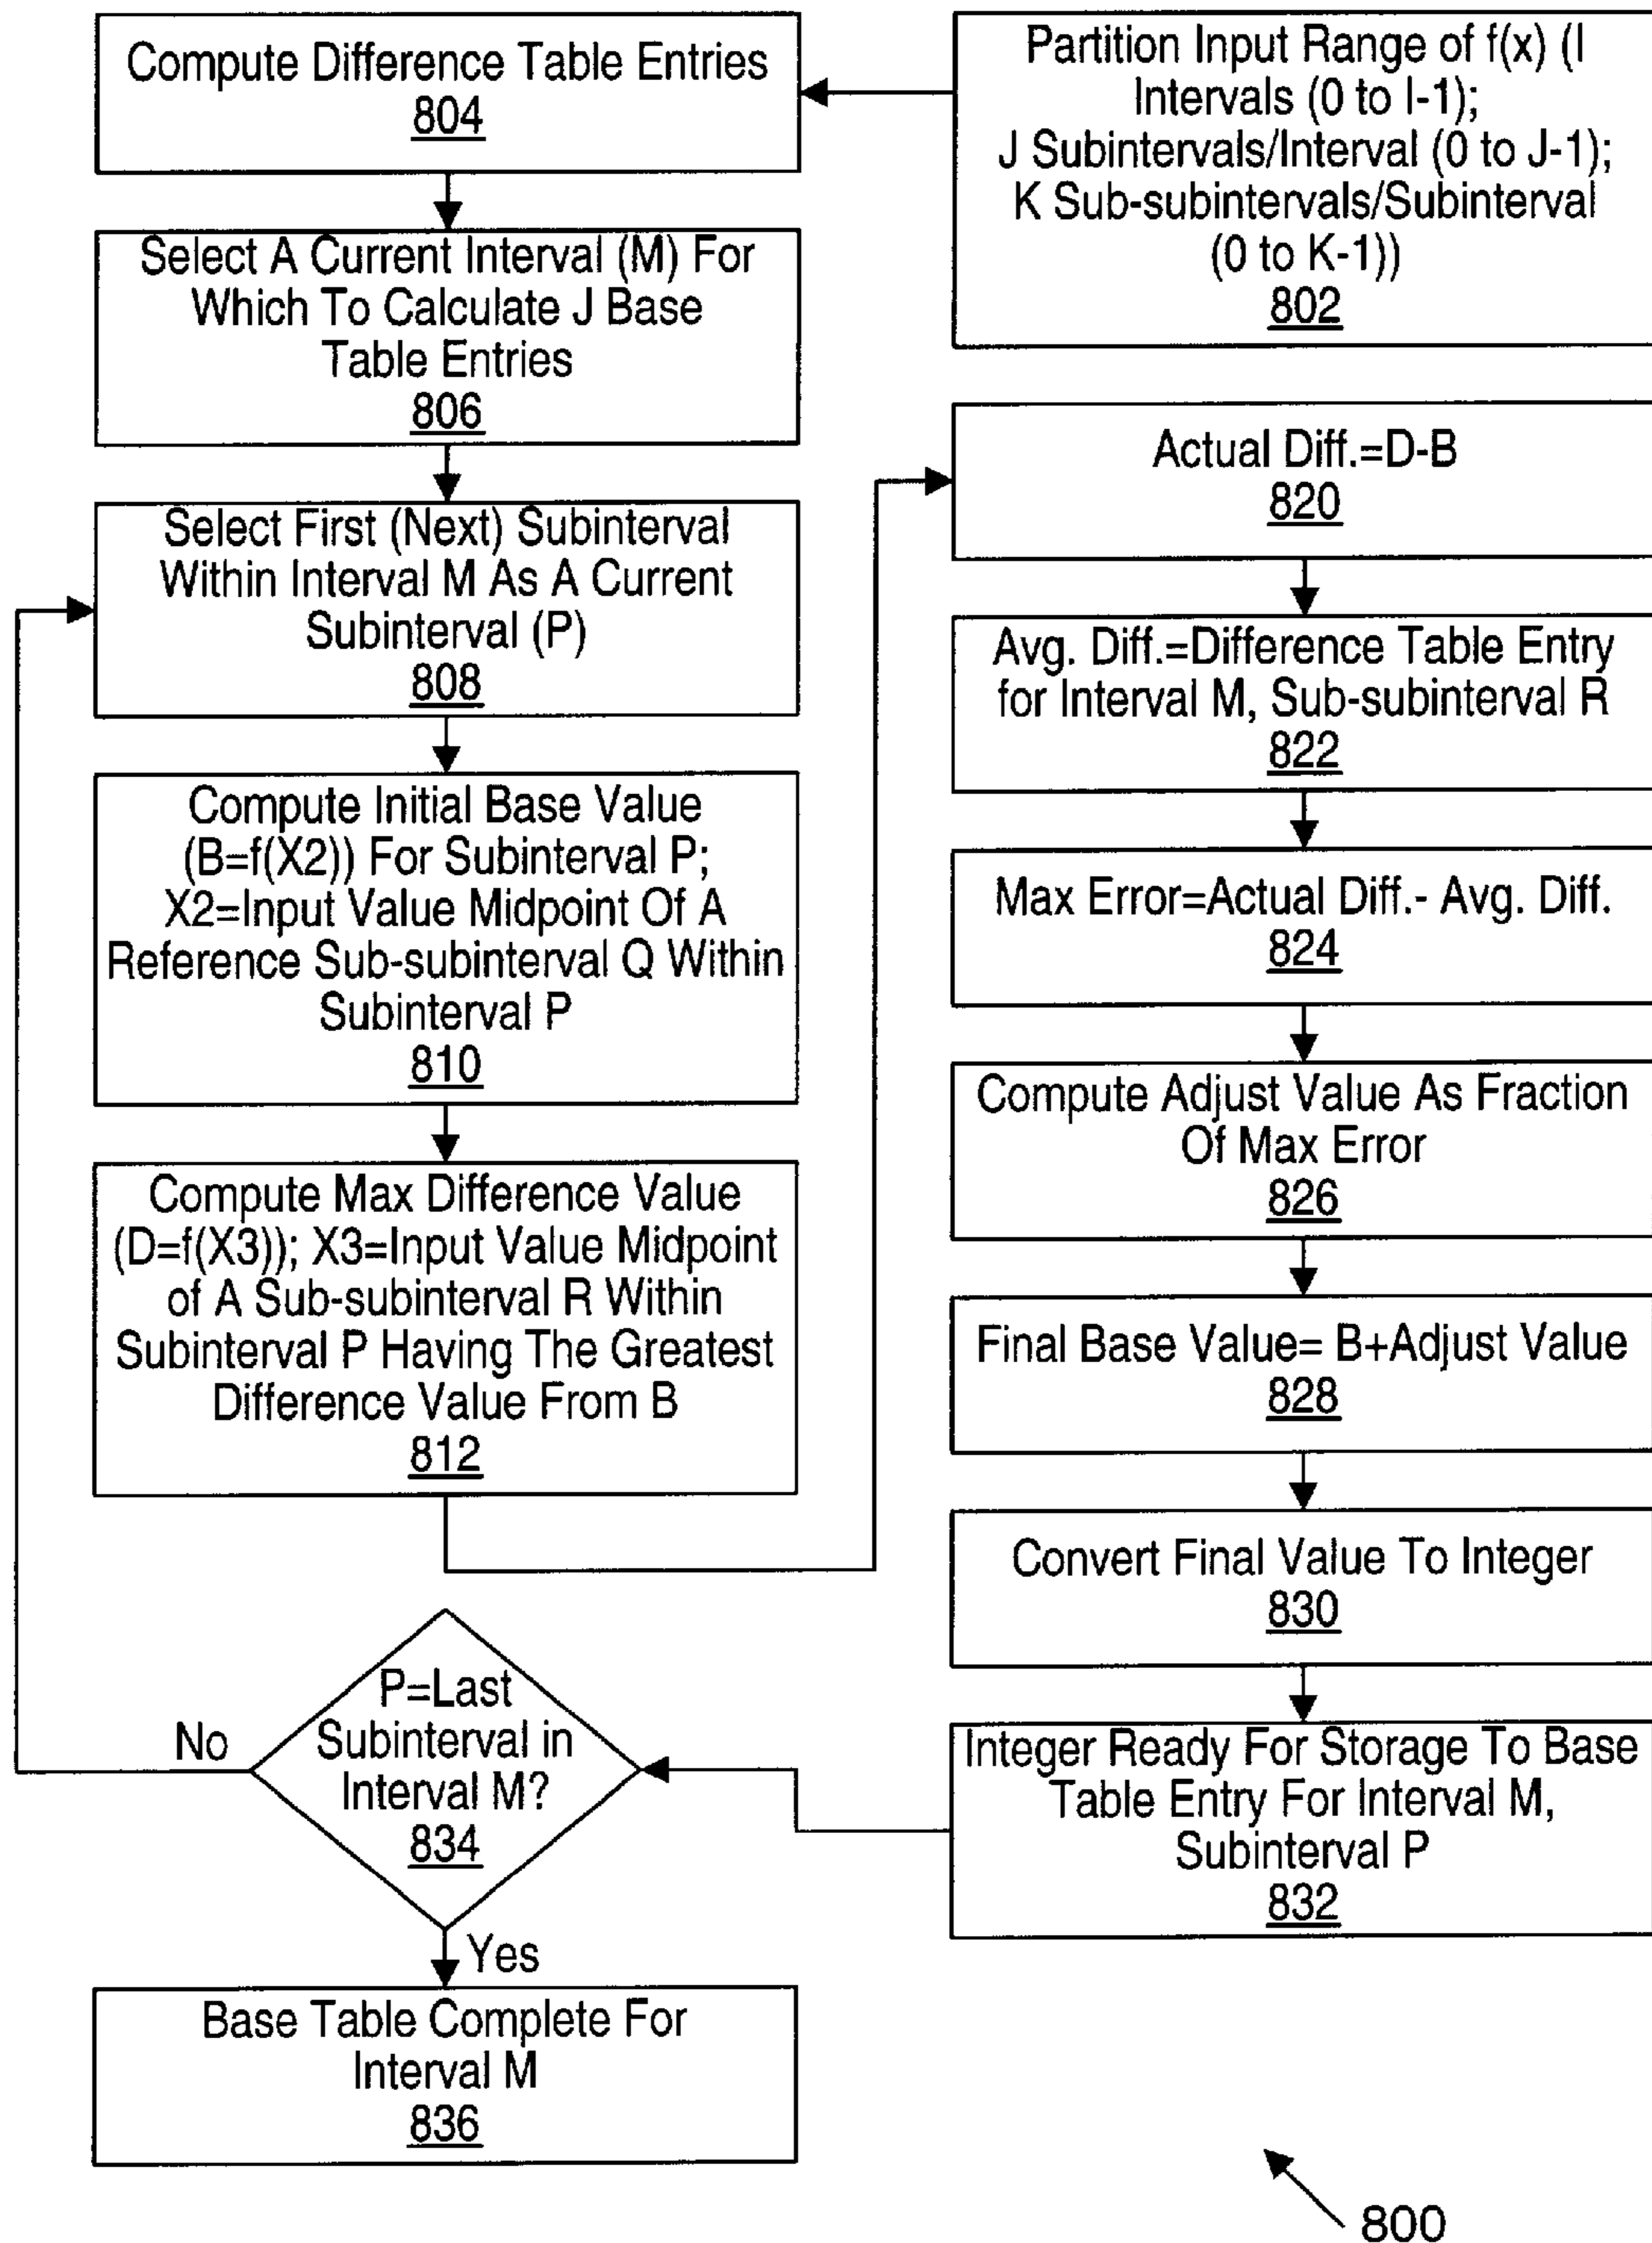 Partition Input Range of f(x) (I
Intervals (0 to I-1);
J Subintervals/Interval (0 to J-1);
K Sub-subintervals/Subinterval
(0 to K-1))
802
Compute Difference Table Entries
804
Select A Current Interval (M) For
Which To Calculate J Base
Table Entries
806
Select First (Next) Subinterval
Within Interval M As A Current
Subinterval (P)
808
Compute Initial Base Value
(B=f(X2)) For Subinterval P;
X2=Input Value Midpoint Of A
Reference Sub-subinterval Q Within
Subinterval P
810
Compute Max Difference Value
(D=f(X3)); X3=Input Value Midpoint
of A Sub-subinterval R Within
Subinterval P Having The Greatest
Difference Value From B
812
Actual Diff.=D-B
820
Avg. Diff.=Difference Table Entry
for Interval M, Sub-subinterval R
822
Max Error=Actual Diff.- Avg. Diff.
824
Compute Adjust Value As Fraction
Of Max Error
826
Final Base Value= B+Adjust Value
828
Convert Final Value To Integer
830
Integer Ready For Storage To Base
Table Entry For Interval M,
Subinterval P
832
P=Last
Subinterval in
Interval M?
834
No
Yes
Base Table Complete For
Interval M
836
800